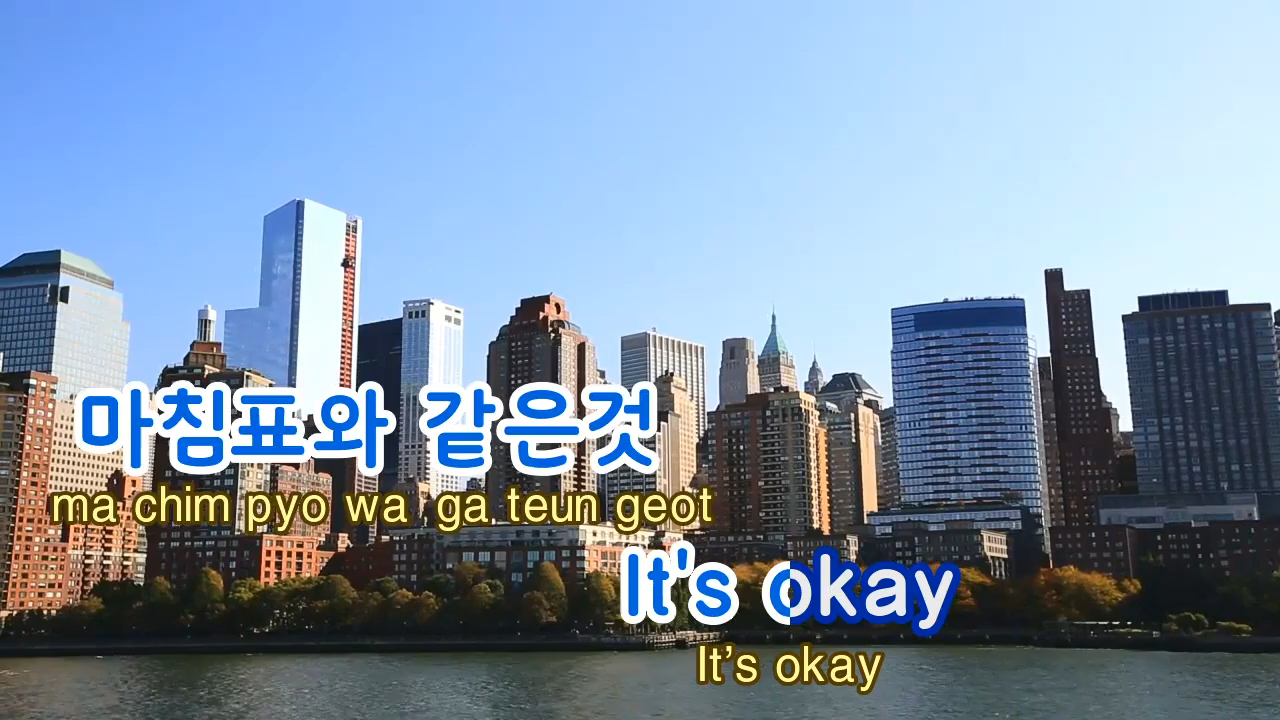 마침표와 같은것
ma chim pyo wa ga teun geot
It's okay
It’s okay